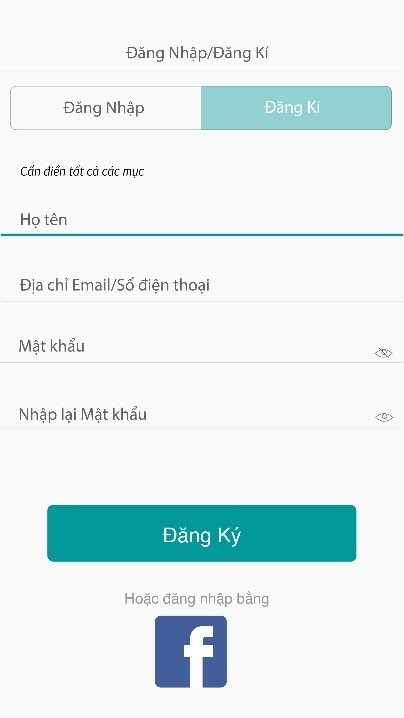 Đăng Nhập/Đăng Kí
Đăng Nhập Đăng Kí
Cần điền tất cả các mục
Họ tên
Địa chỉ Email/Số điện thoại
Mật khẩu
Nhập lại Mật khẩu
Đăng Ký
Hoặc đăng nhập bằng
f